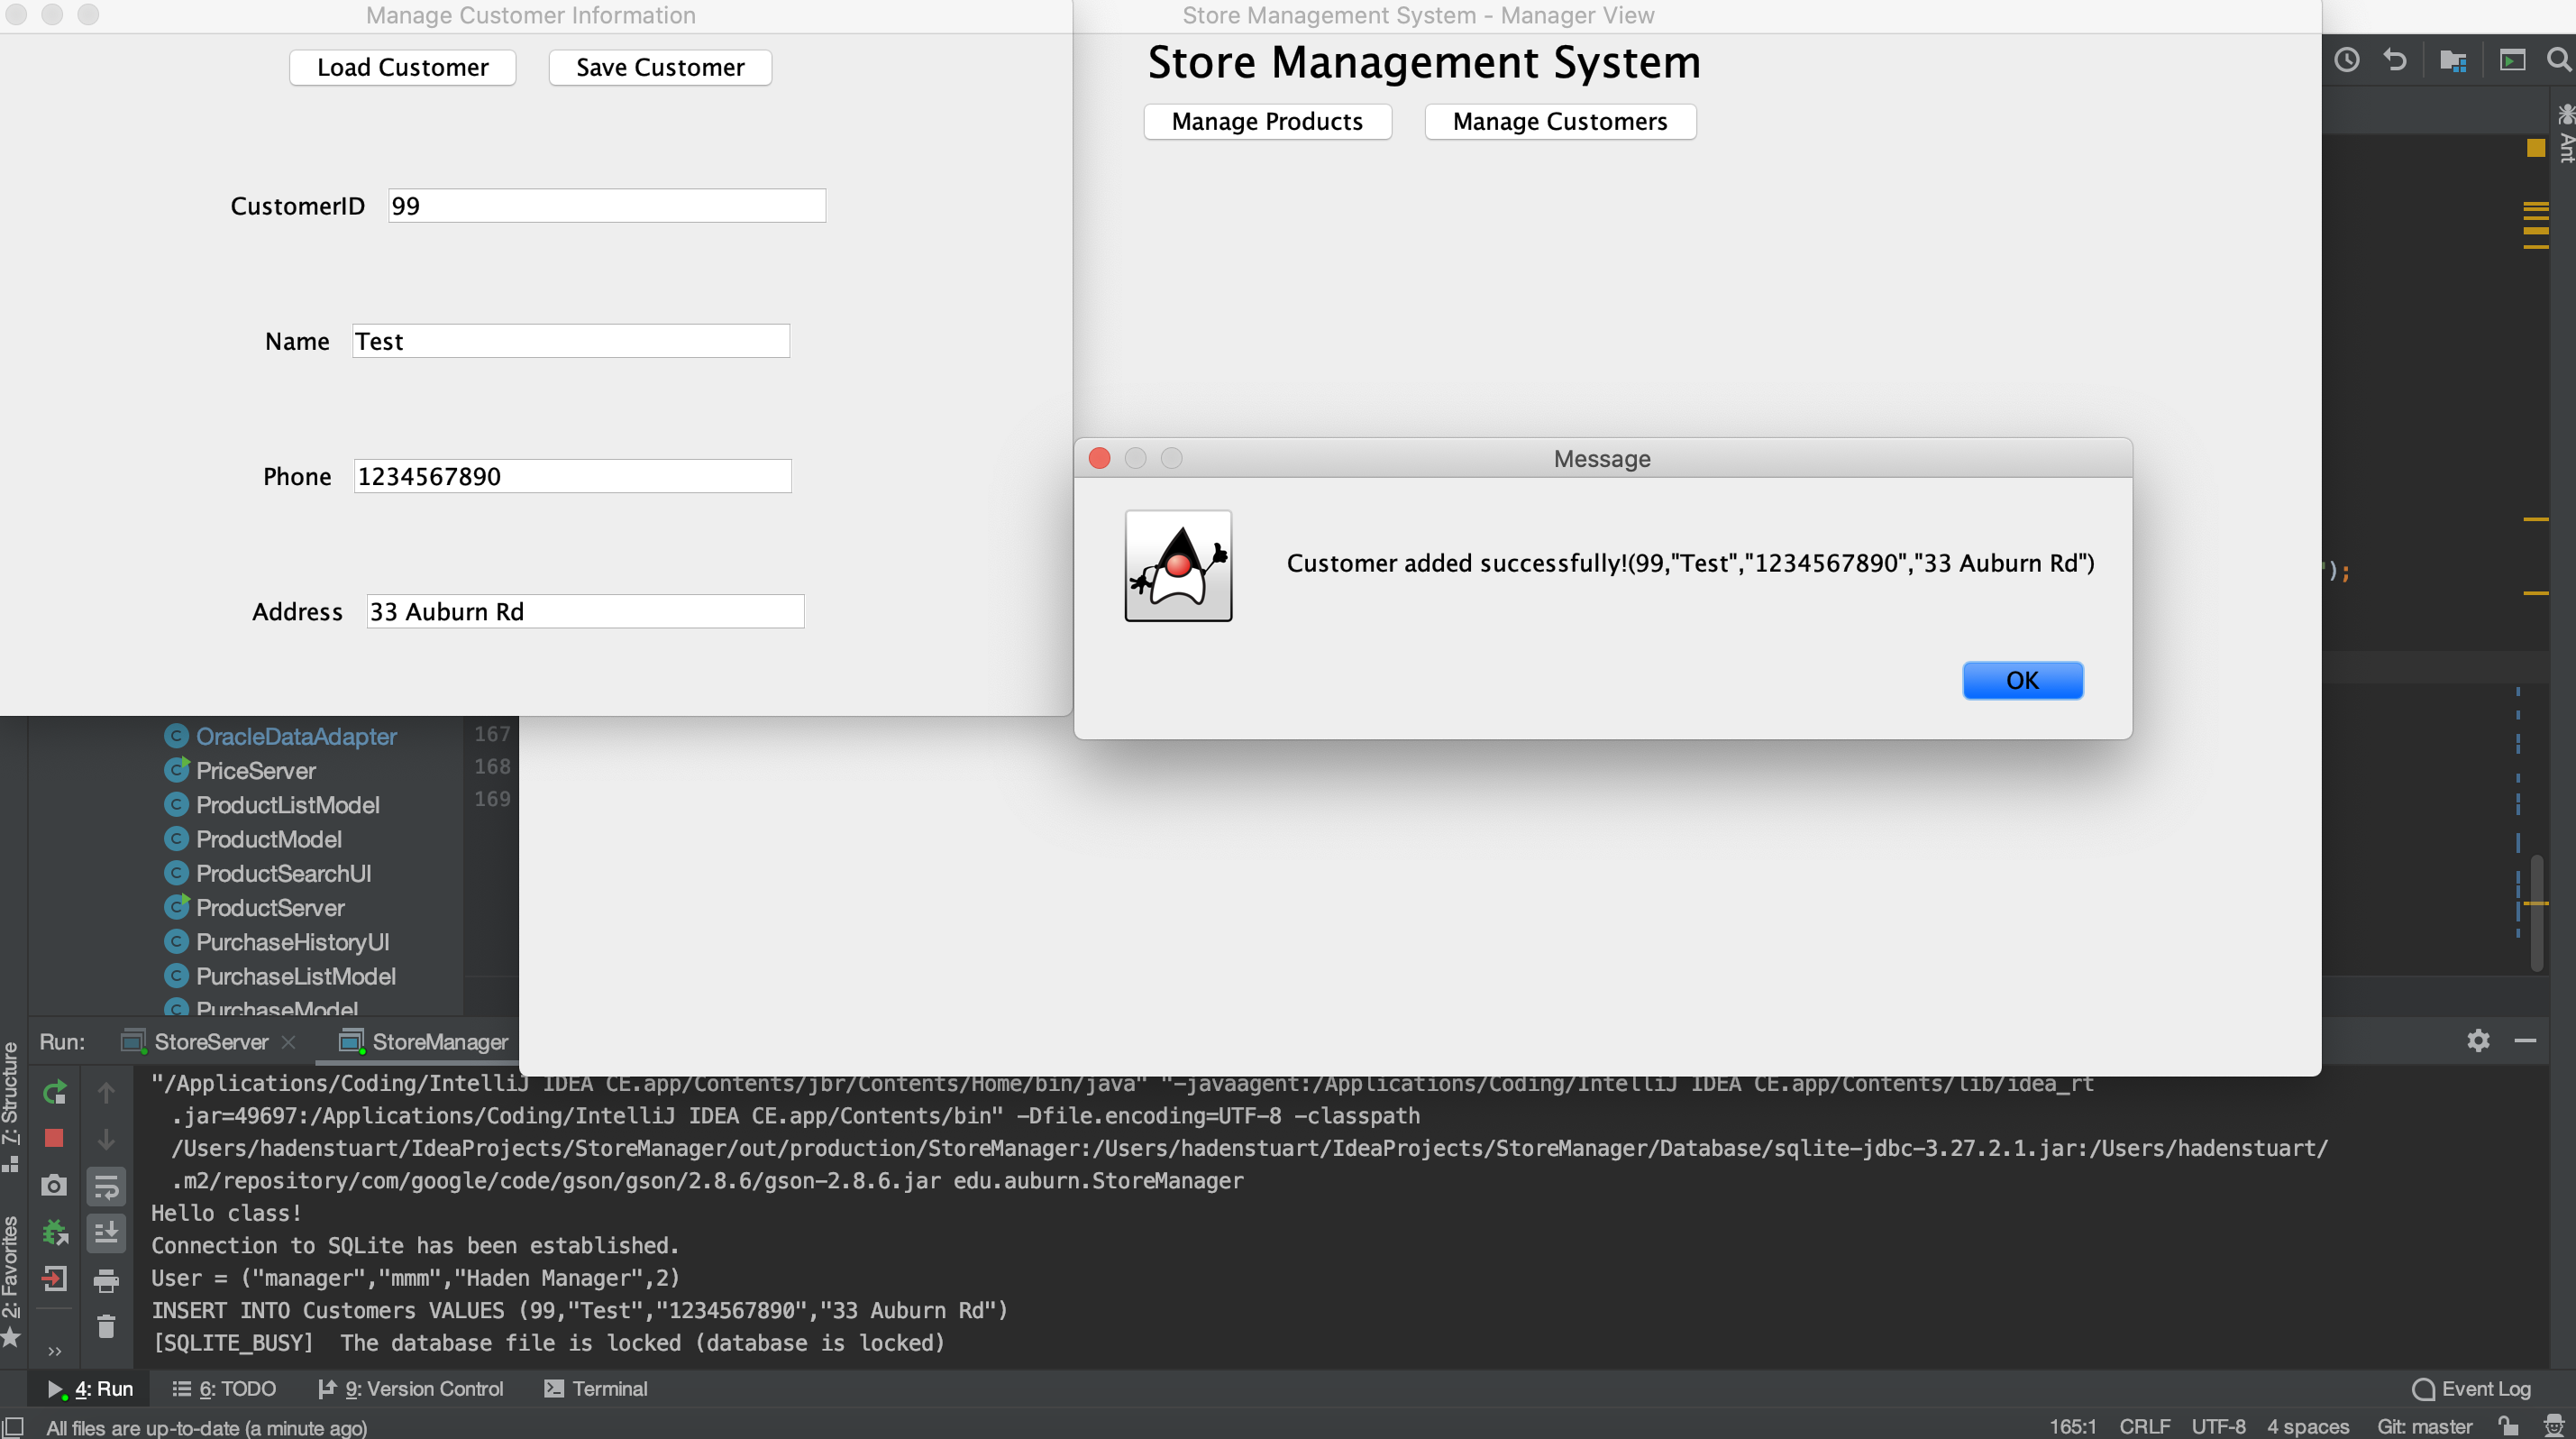 Manage Customer Information
Store Management System - Manager View
Load Customer
Save Customer
Store Management System
Manage Products
Manage Customers
Ant
CustomerID
99
Name
Test
Phone
1234567890
Message
Customer added successfully!(99,"Test","1234567890","33 Auburn Rd")
");
Address
33 Auburn Rd
OK
OracleDataAdapter
167
PriceServer
168
ProductListModel
169
ProductModel
ProductSearchUI
ProductServer
PurchaseHistoryUI
PurchaseListModel
PurchaseModel
Run:
StoreServer
StoreManager
7: Structure
2: Favorites
"/Applications/Coding/IntelliJ IDEA CE.app/Contents/jbr/Contents/Home/bin/java" "-javaagent:/Applications/Coding/IntelliJ IDEA CE.app/Contents/lib/idea_rt
.jar=49697:/Applications/Coding/IntelliJ IDEA CE.app/Contents/bin" -Dfile.encoding=UTF-8 -classpath
/Users/hadenstuart/IdeaProjects/StoreManager/out/production/StoreManager:/Users/hadenstuart/IdeaProjects/StoreManager/Database/sqlite-jdbc-3.27.2.1.jar:/Users/hadenstuart/
.m2/repository/com/google/code/gson/gson/2.8.6/gson-2.8.6.jar edu.auburn.StoreManager
Hello class!
Connection to SQLite has been established.
User = ("manager","mmm","Haden Manager",2)
INSERT INTO Customers VALUES (99,"Test","1234567890","33 Auburn Rd")
[SQLITE_BUSY]  The database file is locked (database is locked)
4: Run
6: TODO
9: Version Control
Terminal
Event Log
All files are up-to-date (a minute ago)
165:1
CRLF
UTF-8
4 spaces
Git: master